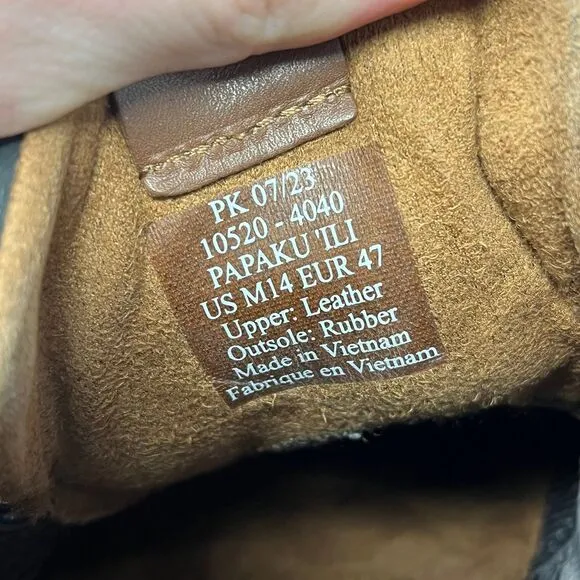 PK 07/23
10520 - 4040
PAPAKU 'ILI
US M14 EUR 47
Upper: Leather
Outsole: Rubber
Made in Vietnam
Fabrique en Vietnam